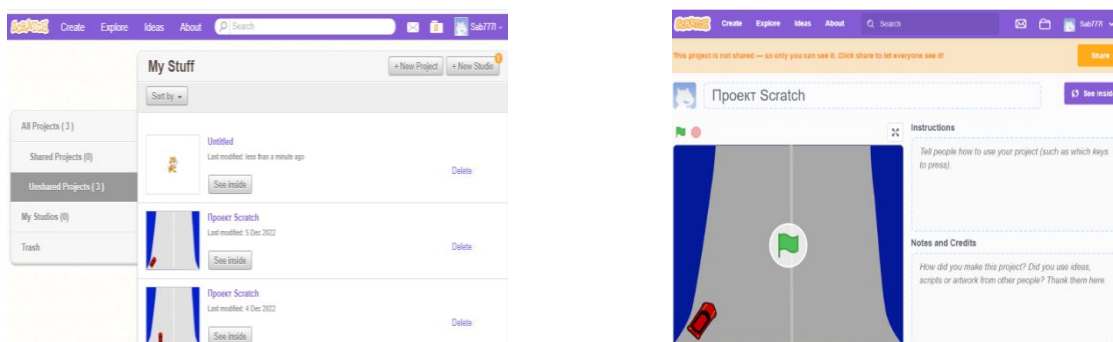 SCRATCH Create Explore Ideas About Search Sab777l
My Stuff
+ New Project + New Studio
Sort by
All Projects ( 3 )
Shared Projects (0)
Unshared Projects ( 3 )
My Studios (0)
Trash
Untitled
Last modified: less than a minute ago
See inside
Delete
Проект Scratch
Last modified: 5 Dec 2022
See inside
Delete
Проект Scratch
Last modified: 4 Dec 2022
See inside
Delete
SCRATCH Create Explore Ideas About Search Sab777l
This project is not shared — so only you can see it. Click share to let everyone see it!
Share
Проект Scratch
See inside
Instructions
Tell people how to use your project (such as which keys
to press).
Notes and Credits
How did you make this project? Did you use ideas,
scripts or artwork from other people? Thank them here.